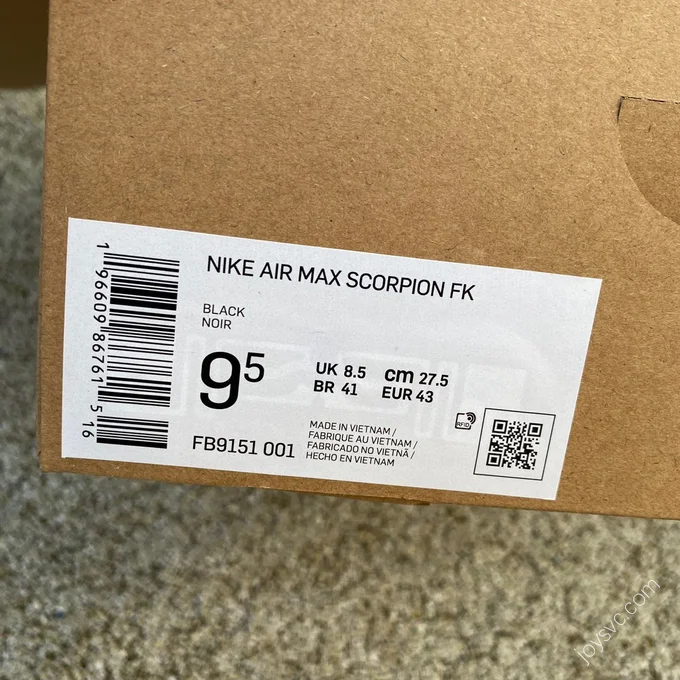 NIKE AIR MAX SCORPION FK
BLACK
NOIR
9⁵
UK 8.5 cm 27.5
BR 41 EUR 43
FB9151 001
MADE IN VIETNAM /
FABRIQUE AU VIETNAM /
FABRICADO NO VIETNÃ /
HECHO EN VIETNAM
RFID
1 96609 86761 5 16
joysvc.com